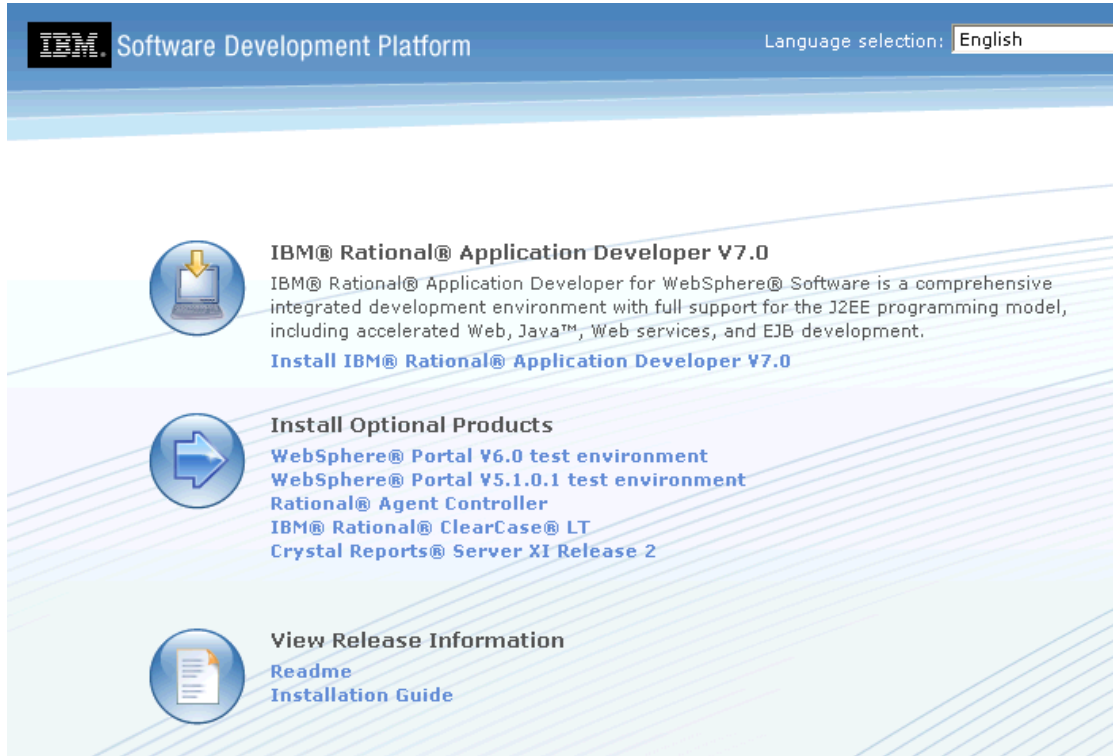 IBM. Software Development Platform
Language selection: English
IBM® Rational® Application Developer V7.0
IBM® Rational® Application Developer for WebSphere® Software is a comprehensive
integrated development environment with full support for the J2EE programming model,
including accelerated Web, Java™, Web services, and EJB development.
Install IBM® Rational® Application Developer V7.0
Install Optional Products
WebSphere® Portal V6.0 test environment
WebSphere® Portal V5.1.0.1 test environment
Rational® Agent Controller
IBM® Rational® ClearCase® LT
Crystal Reports® Server XI Release 2
View Release Information
Readme
Installation Guide